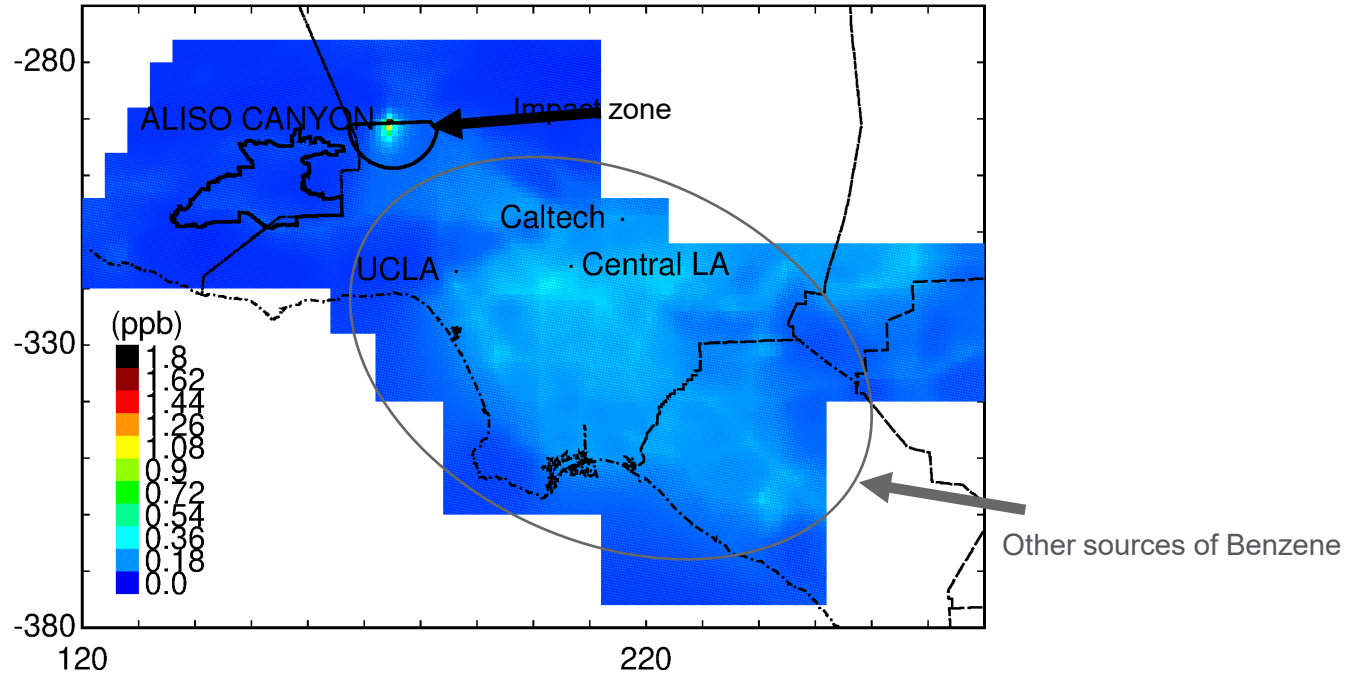 -280
ALISO CANYON
Impact zone
Caltech
UCLA
Central LA
(ppb)
-330
1.8
1.62
1.44
1.26
1.08
0.9
0.72
0.54
0.36
0.18
0.0
Other sources of Benzene
-380
120
220